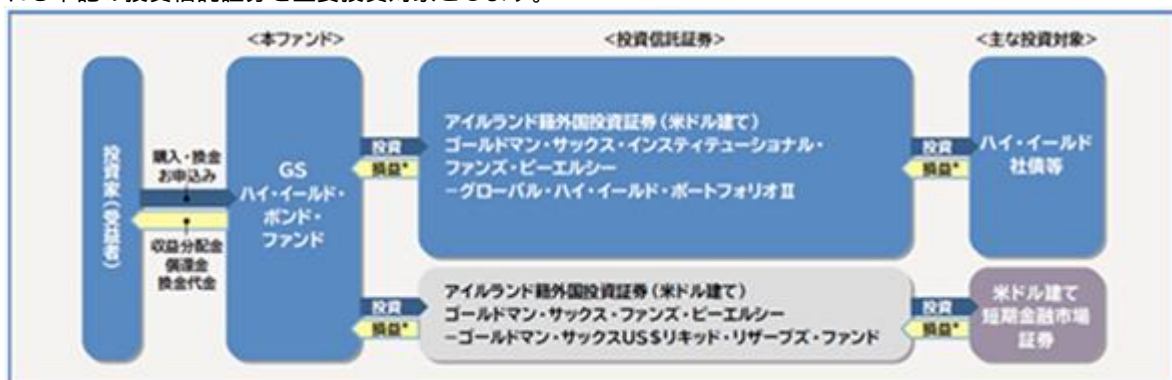 <本ファンド>
<投資信託証券>
<主な投資対象>
投資家(受益者)
購入・換金
お申込み
収益分配金
償還金
換金代金
GS
ハイ・イールド・
ボンド・
ファンド
投資
損益*
アイルランド籍外国投資証券(米ドル建て)
ゴールドマン・サックス・インスティテューショナル・
ファンズ・ピーエルシー
-グローバル・ハイ・イールド・ポートフォリオⅡ
投資
損益*
ハイ・イールド
社債等
投資
損益*
アイルランド籍外国投資証券(米ドル建て)
ゴールドマン・サックス・ファンズ・ピーエルシー
-ゴールドマン・サックスUS$リキッド・リザーブズ・ファンド
投資
損益*
米ドル建て
短期金融市場
証券